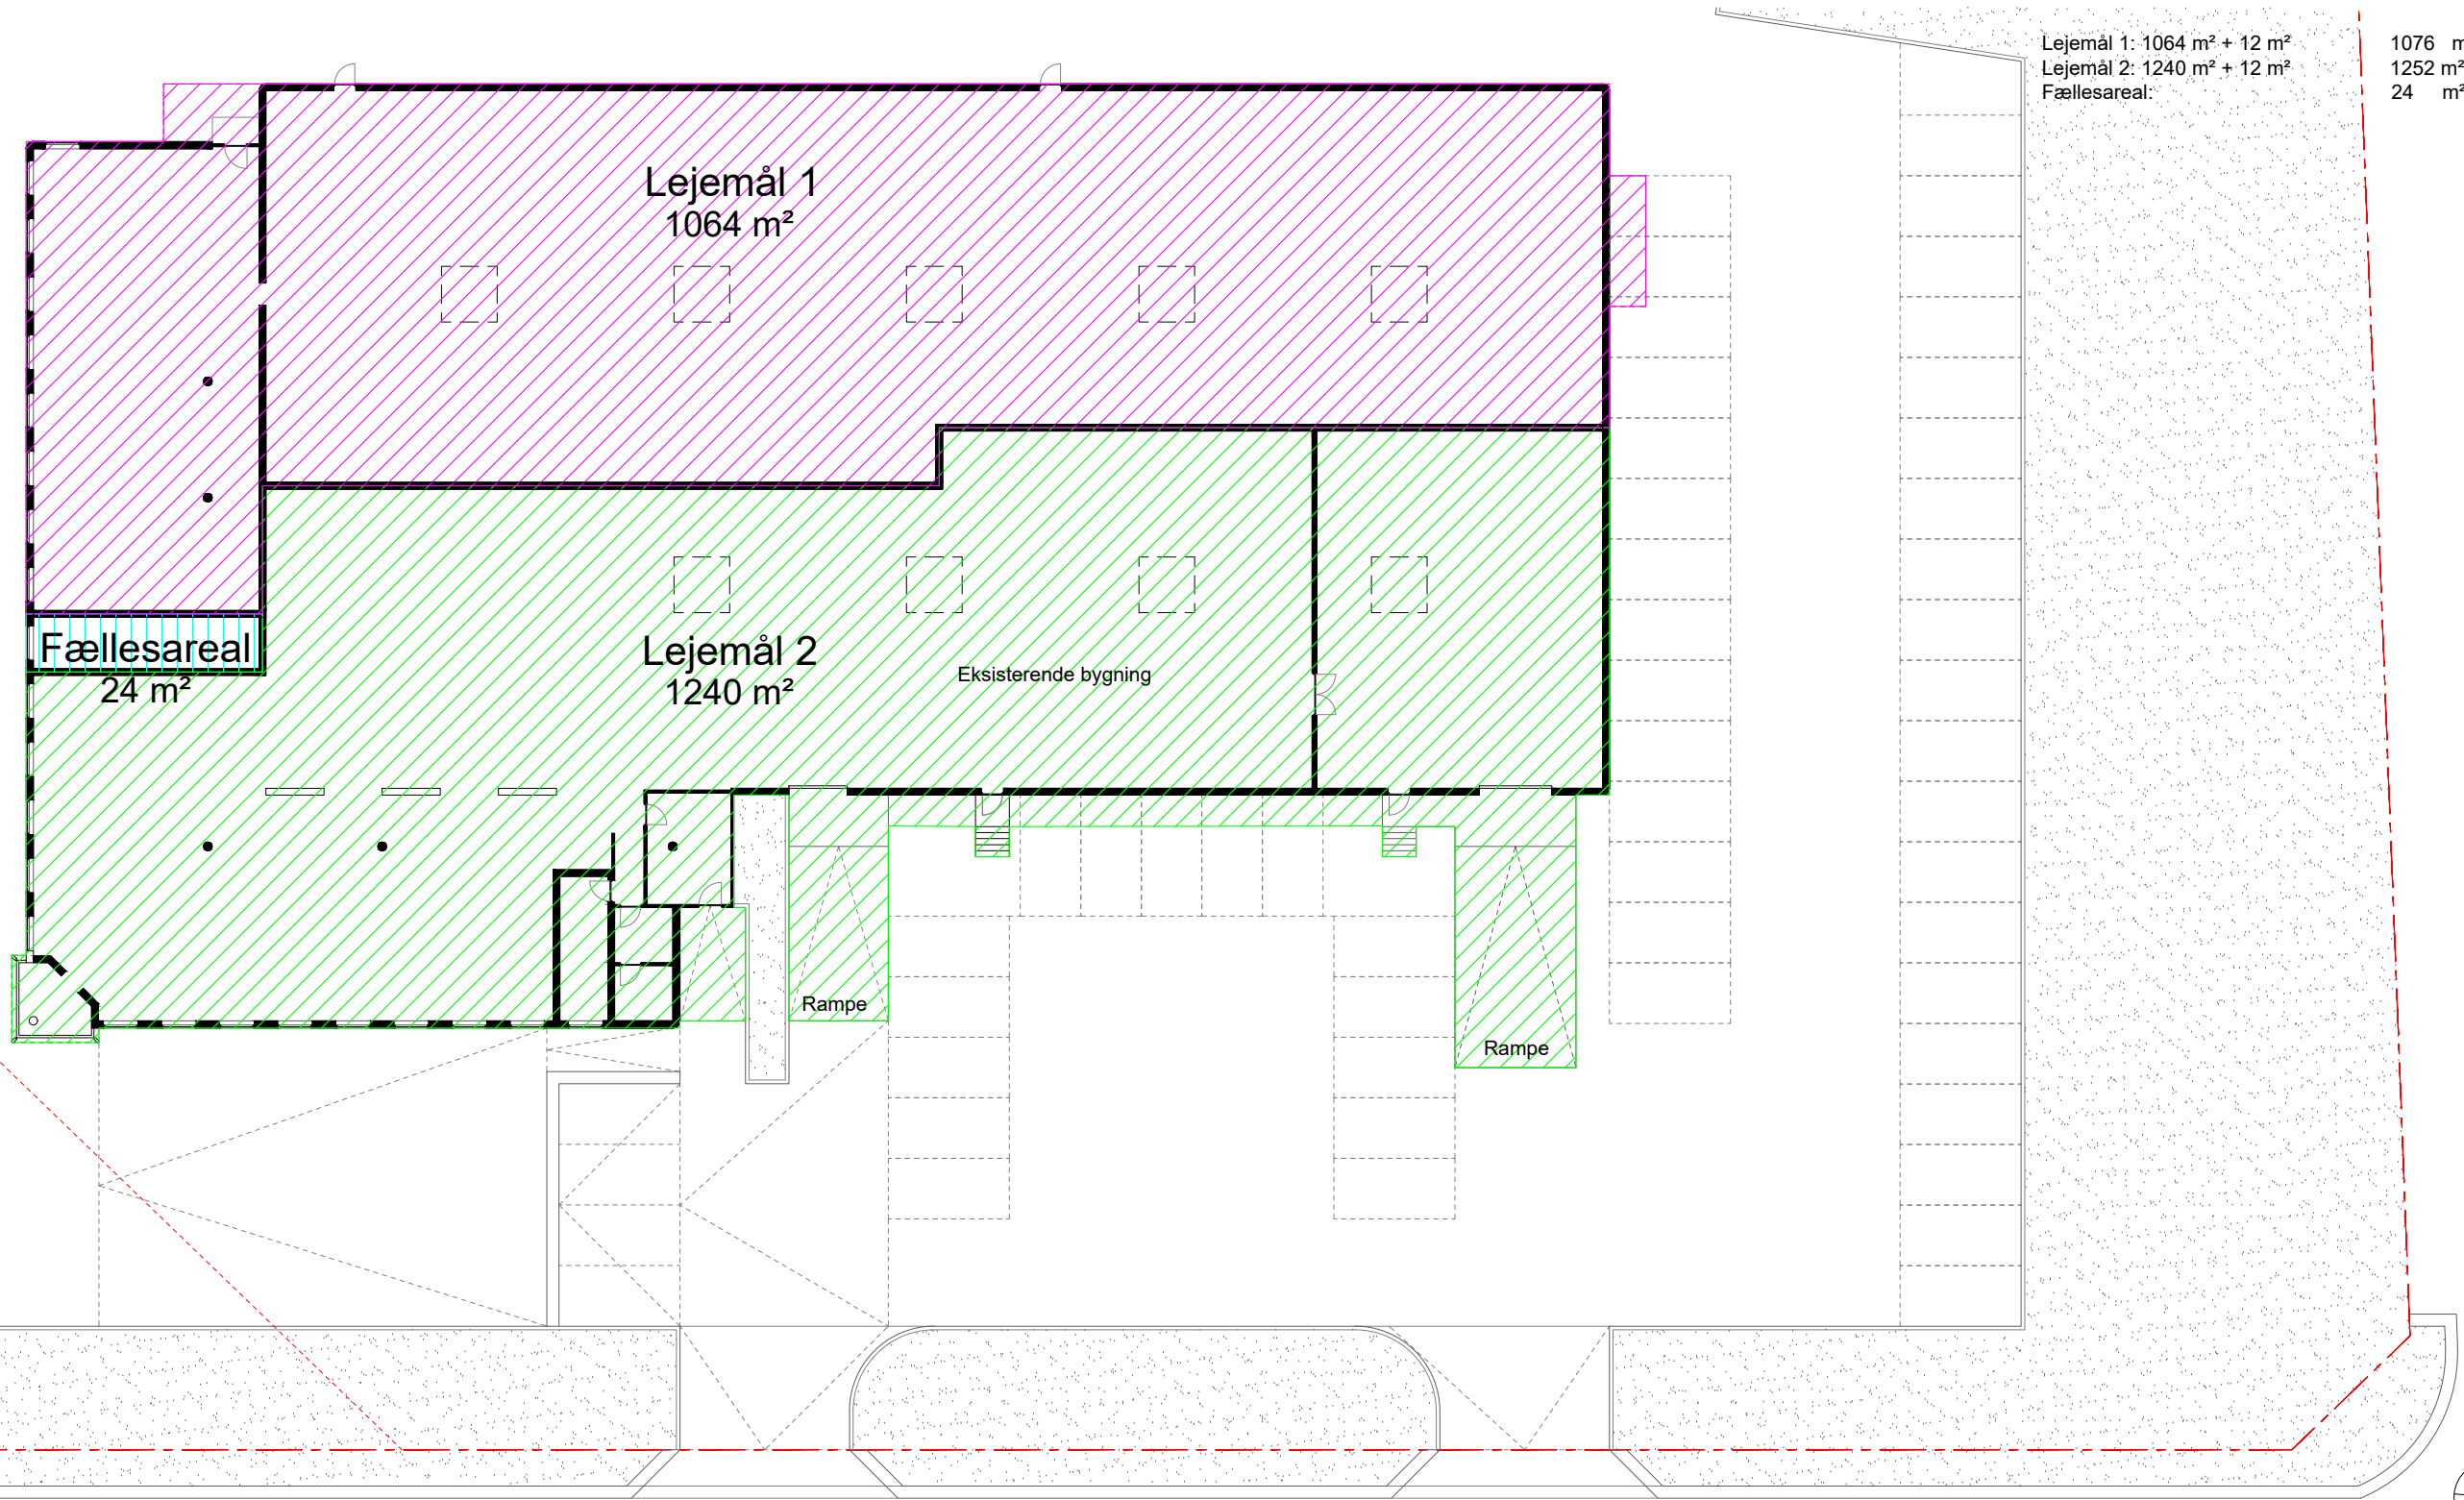 Lejemål 1: 1064 m² + 12 m² 1076 m
Lejemål 2: 1240 m² + 12 m² 1252 m²
Fællesareal: 24 m²
Lejemål 1
1064 m²
Fællesareal
24 m²
Lejemål 2
1240 m²
Eksisterende bygning
Rampe
Rampe